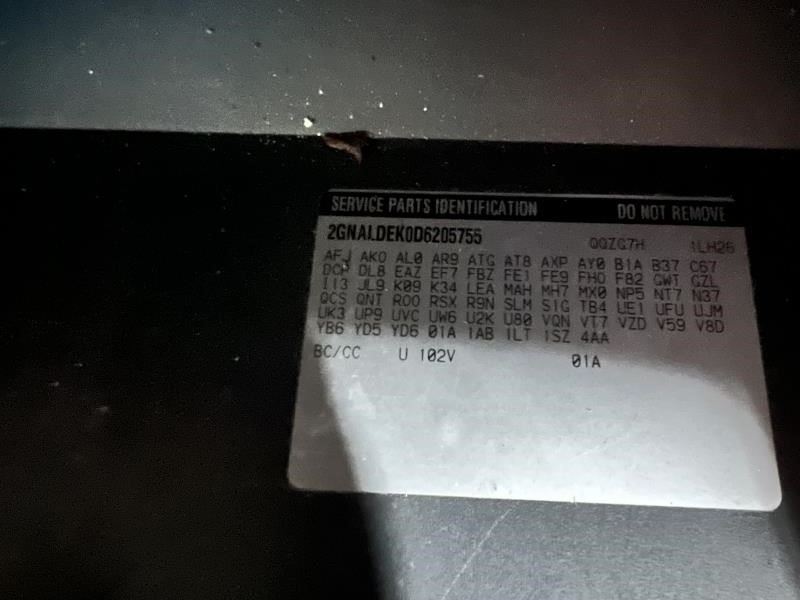 SERVICE PARTS IDENTIFICATION DO NOT REMOVE
2GNALDEK0D6205755 QQZG7H 1LH26
AFJ AK0 AL0 AR9 ATG AT8 AXP AY0 B1A B37 C67
DCP DL8 EAZ EF7 FBZ FE1 FE9 FHO F82 GWT GZL
I13 JL9 K09 K34 LEA MAH MH7 MX0 NP5 NT7 N37
QCS QNT R00 RSX R9N SLM S1G TB4 UE1 UFU UJM
UK3 UP9 UVC UW6 U2K U80 VQN VT7 VZD V59 V8D
YB6 YD5 YD6 01A 1AB 1LT 1SZ 4AA
BC/CC U 102V 01A